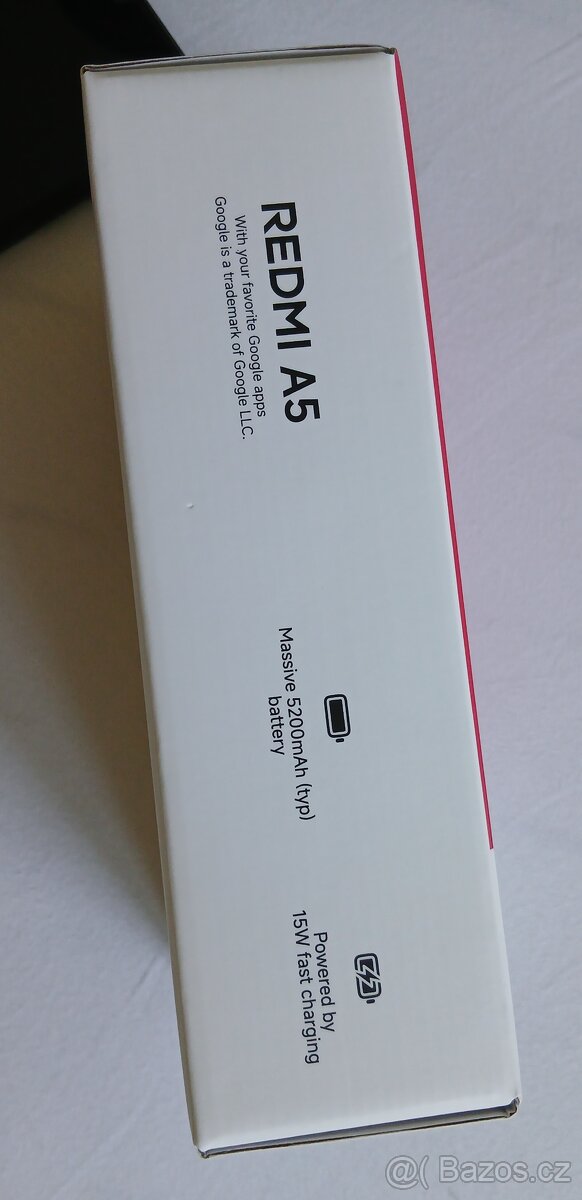 REDMI A5
With your favorite Google apps
Google is a trademark of Google LLC.
Massive 5200mAh (typ)
battery
Powered by
15W fast charging
@( Bazos.cz